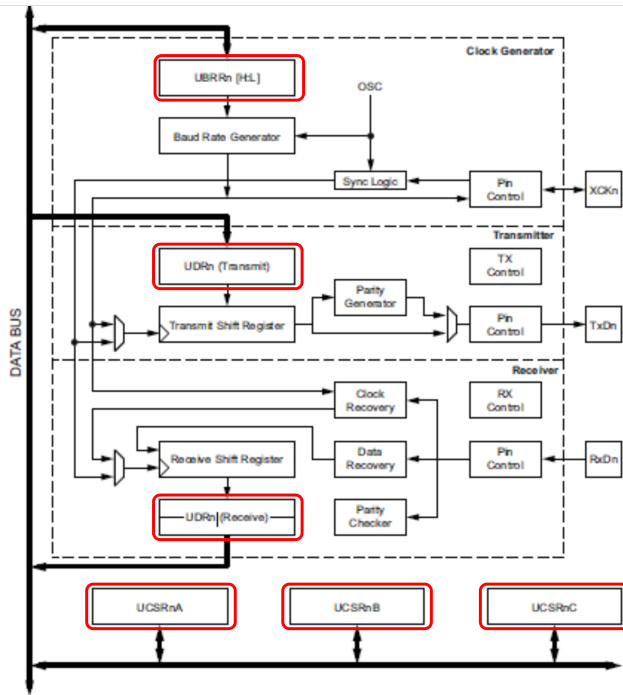 Clock Generator
UBRRn [H:L]
OSC
Baud Rate Generator
Sync Logic
Pin
Control
XCKn
Transmitter
UDRn (Transmit)
TX
Control
Parity
Generator
Transmit Shift Register
Pin
Control
TxDn
DATA BUS
Receiver
Clock
Recovery
RX
Control
Receive Shift Register
Data
Recovery
Pin
Control
RxDn
UDRn (Receive)
Parity
Checker
UCSRnA
UCSRnB
UCSRnC